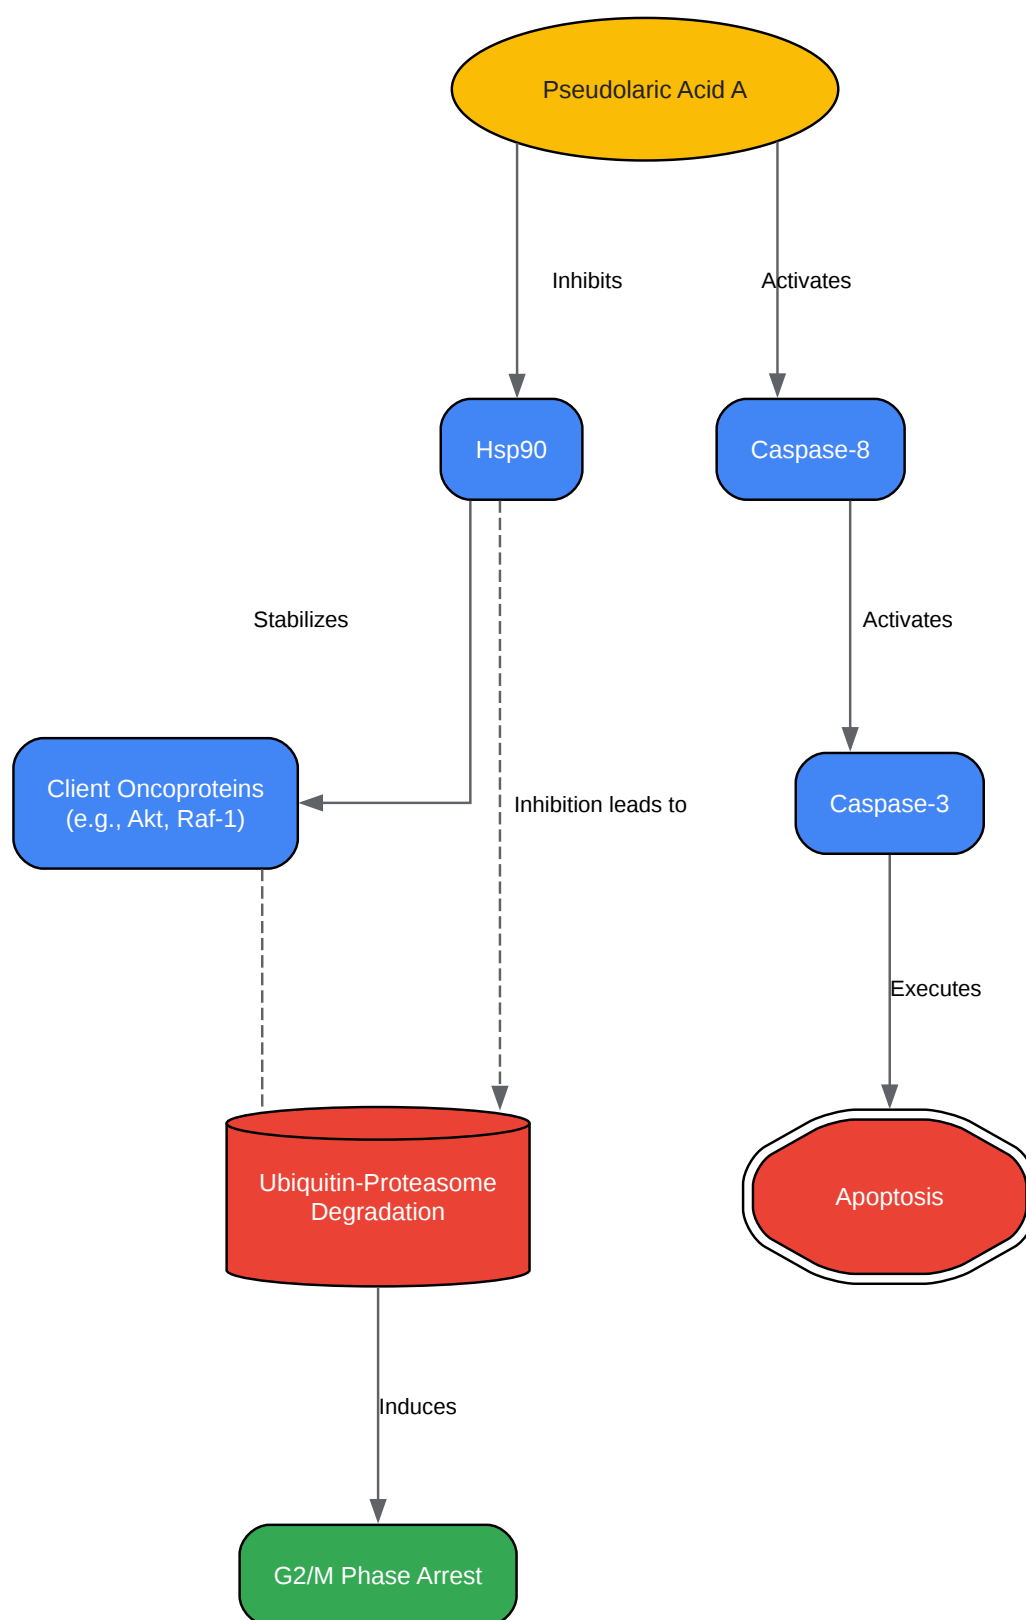 Pseudolaric Acid A
Inhibits
Activates
Hsp90
Caspase-8
Stabilizes
Activates
Client Oncoproteins
(e.g., Akt, Raf-1)
Inhibition leads to
Caspase-3
Executes
Ubiquitin-Proteasome
Degradation
Apoptosis
Induces
G2/M Phase Arrest